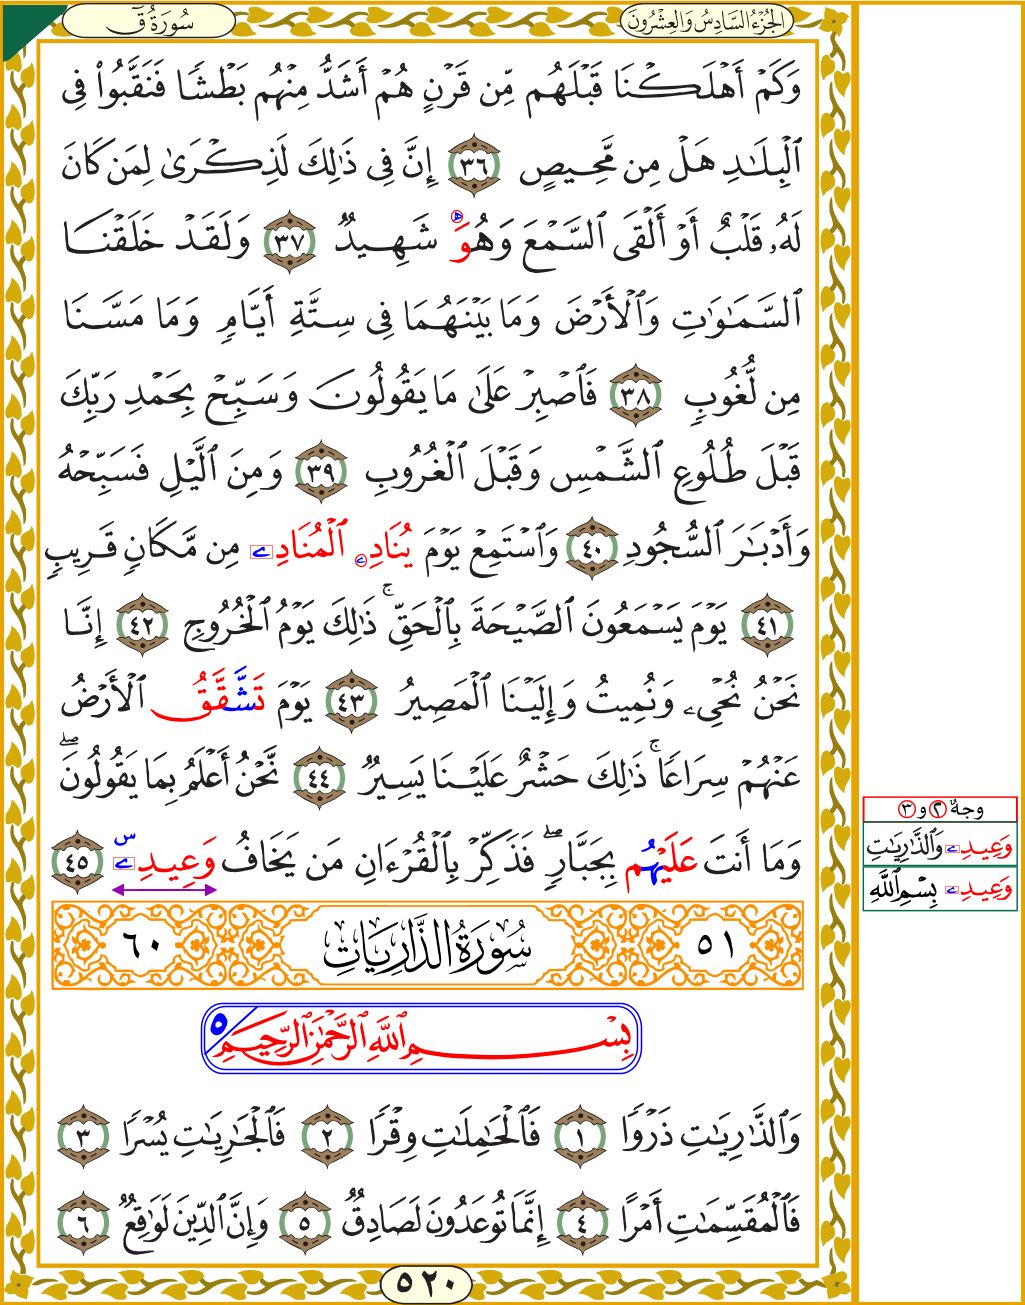 الجُزْءُ السَّادِسُ وَالعِشْرُونَ
سُورَةُ قٓ
وَكَمۡ أَهۡلَكۡنَا قَبۡلَهُم مِّن قَرۡنٍ هُمۡ أَشَدُّ مِنۡهُم بَطۡشٗا فَنَقَّبُواْ فِي
ٱلۡبِلَٰدِ هَلۡ مِن مَّحِيصٍ ٣٦ إِنَّ فِي ذَٰلِكَ لَذِكۡرَىٰ لِمَن كَانَ
لَهُۥ قَلۡبٌ أَوۡ أَلۡقَى ٱلسَّمۡعَ وَهُوَ ه شَهِيدٞ ٣٧ وَلَقَدۡ خَلَقۡنَا
ٱلسَّمَٰوَٰتِ وَٱلۡأَرۡضَ وَمَا بَيۡنَهُمَا فِي سِتَّةِ أَيَّامٖ وَمَا مَسَّنَا
مِن لُّغُوبٖ ٣٨ فَٱصۡبِرۡ عَلَىٰ مَا يَقُولُونَ وَسَبِّحۡ بِحَمۡدِ رَبِّكَ
قَبۡلَ طُلُوعِ ٱلشَّمۡسِ وَقَبۡلَ ٱلۡغُرُوبِ ٣٩ وَمِنَ ٱلَّيۡلِ فَسَبِّحۡهُ
وَأَدۡبَٰرَ ٱلسُّجُودِ ٤٠ وَٱسۡتَمِعۡ يَوۡمَ يُنَادِ ے ٱلۡمُنَادِ ے مِن مَّكَانٖ قَرِيبٖ
٤١ يَوۡمَ يَسۡمَعُونَ ٱلصَّيۡحَةَ بِٱلۡحَقِّۚ ذَٰلِكَ يَوۡمُ ٱلۡخُرُوجِ ٤٢ إِنَّا
نَحۡنُ نُحۡيِۦ وَنُمِيتُ وَإِلَيۡنَا ٱلۡمَصِيرُ ٤٣ يَوۡمَ تَشَّقَّقُ ٱلۡأَرۡضُ
عَنۡهُمۡ سِرَاعٗاۚ ذَٰلِكَ حَشۡرٌ عَلَيۡنَا يَسِيرٞ ٤٤ نَّحۡنُ أَعۡلَمُ بِمَا يَقُولُونَۖ
وَمَا أَنتَ عَلَيۡهُم بِجَبَّارٖۖ فَذَكِّرۡ بِٱلۡقُرۡءَانِ مَن يَخَافُ وَعِيدِ ے س ٤٥
وجهٌ ٢ و ٣
وَعِيدِ ے وَٱلذَّٰرِيَٰتِ
وَعِيدِ ے بِسۡمِ ٱللَّهِ
٥١ سُورَةُ الذَّارِيَاتِ ٦٠
بِسۡمِ ٱللَّهِ ٱلرَّحۡمَٰنِ ٱلرَّحِيمِ ٥
وَٱلذَّٰرِيَٰتِ ذَرۡوٗا ١ فَٱلۡحَٰمِلَٰتِ وِقۡرٗا ٢ فَٱلۡجَٰرِيَٰتِ يُسۡرٗا ٣
فَٱلۡمُقَسِّمَٰتِ أَمۡرًا ٤ إِنَّمَا تُوعَدُونَ لَصَادِقٞ ٥ وَإِنَّ ٱلدِّينَ لَوَٰقِعٞ ٦
٥٢٠